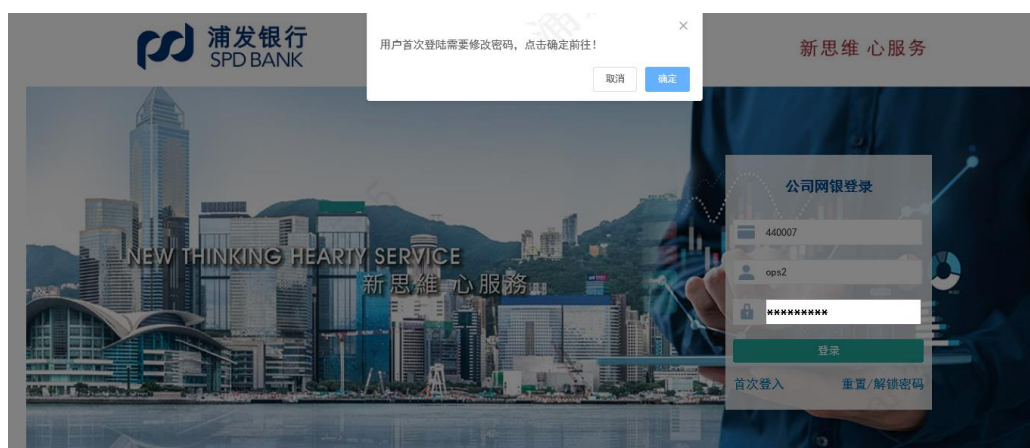 浦发银行
SPD BANK
用户首次登陆需要修改密码，点击确定前往！
取消
确定
新思维 心服务
NEW THINKING HEARTY SERVICE
新思維 心服務
公司网银登录
440007
ops2
*********
登录
首次登入
重置/解锁密码